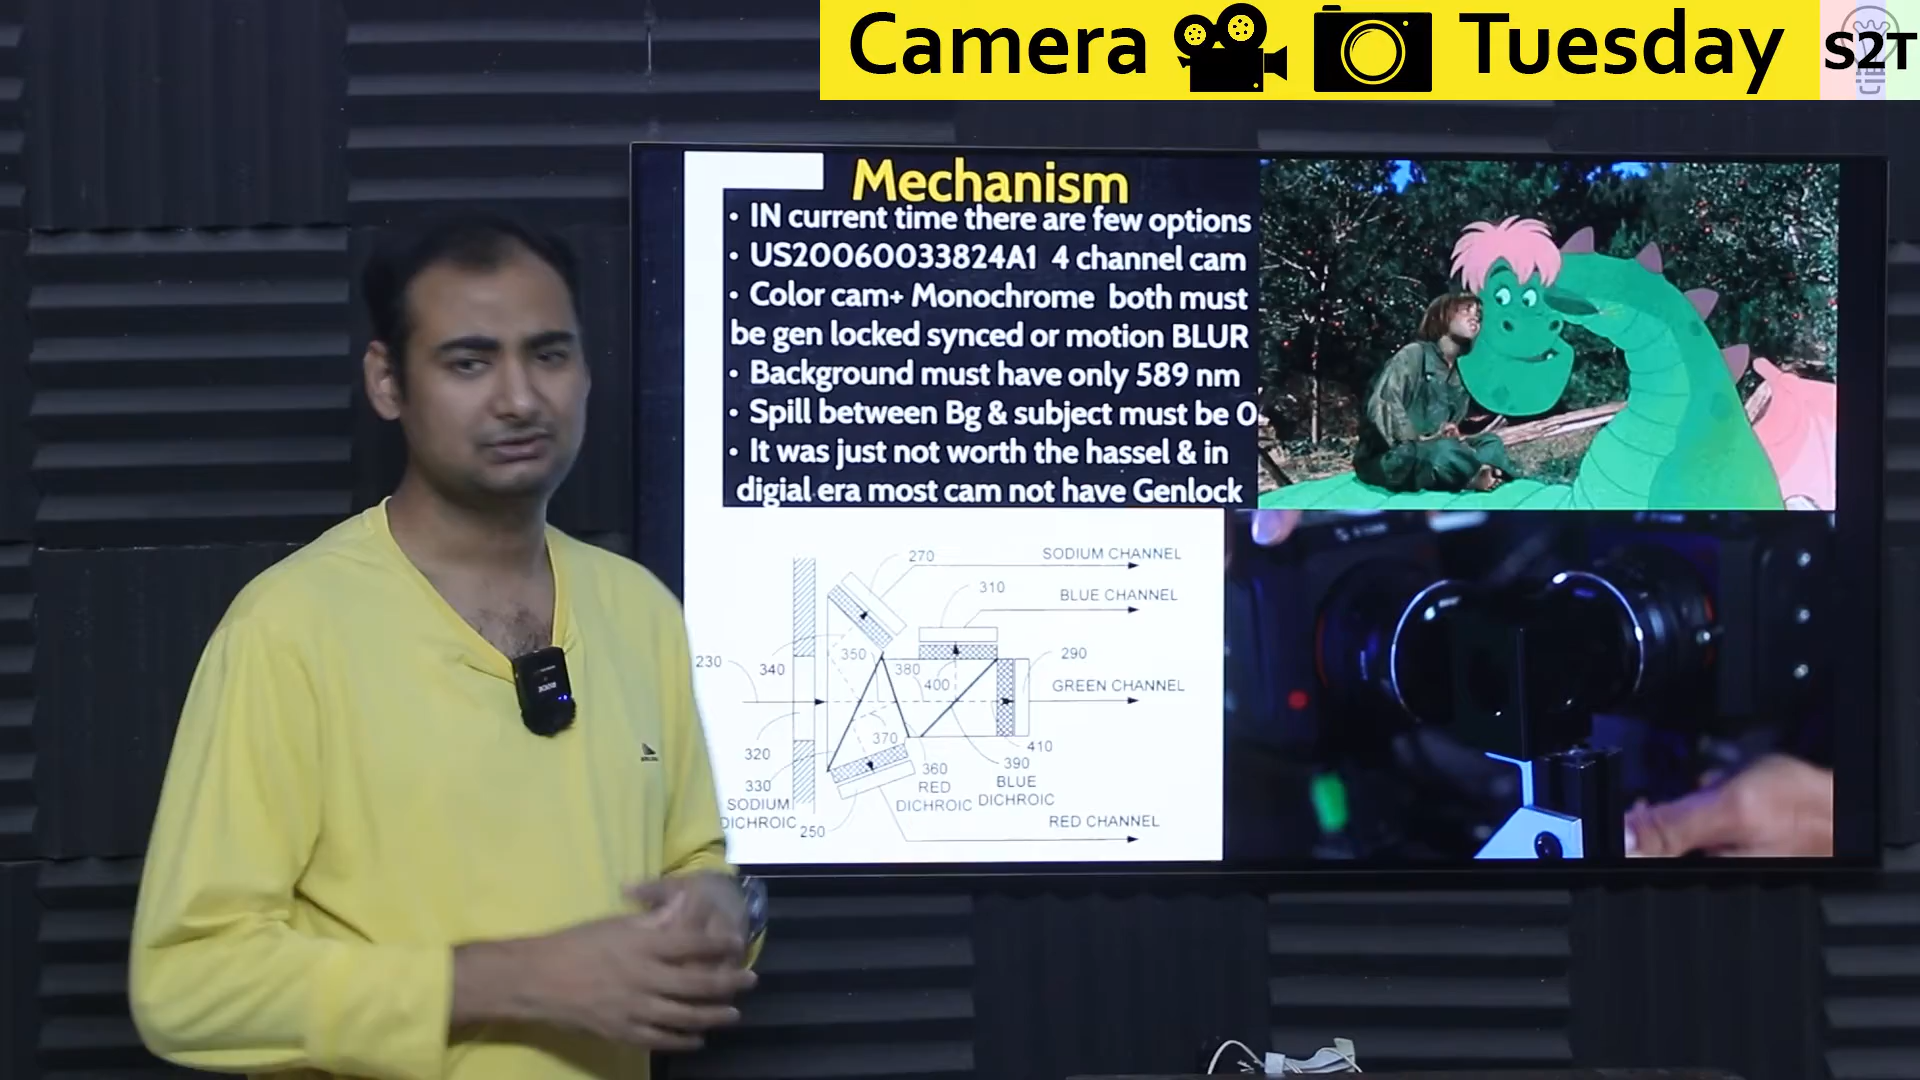 Camera Tuesday S2T
Mechanism
• IN current time there are few options
• US20060033824A1 4 channel cam
• Color cam+ Monochrome both must
be gen locked synced or motion BLUR
• Background must have only 589 nm
• Spill between Bg & subject must be 0
• It was just not worth the hassel & in
digial era most cam not have Genlock
SODIUM CHANNEL
270
310
BLUE CHANNEL
230
340
350
380
400
290
GREEN CHANNEL
320
370
410
330
360
390
SODIUM
DICHROIC
RED
DICHROIC
BLUE
DICHROIC
250
RED CHANNEL
RODE